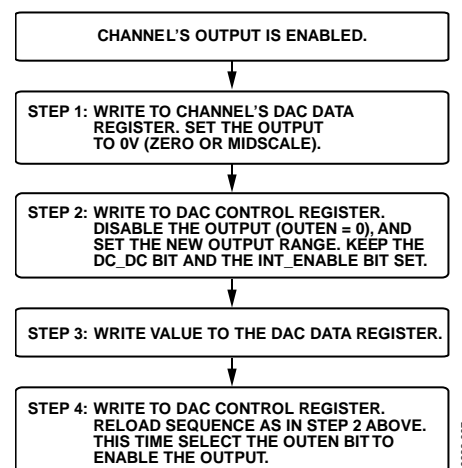 CHANNEL'S OUTPUT IS ENABLED.
STEP 1: WRITE TO CHANNEL'S DAC DATA
REGISTER. SET THE OUTPUT
TO 0V (ZERO OR MIDSCALE).
STEP 2: WRITE TO DAC CONTROL REGISTER.
DISABLE THE OUTPUT (OUTEN = 0), AND
SET THE NEW OUTPUT RANGE. KEEP THE
DC_DC BIT AND THE INT_ENABLE BIT SET.
STEP 3: WRITE VALUE TO THE DAC DATA REGISTER.
STEP 4: WRITE TO DAC CONTROL REGISTER.
RELOAD SEQUENCE AS IN STEP 2 ABOVE.
THIS TIME SELECT THE OUTEN BIT TO
ENABLE THE OUTPUT.